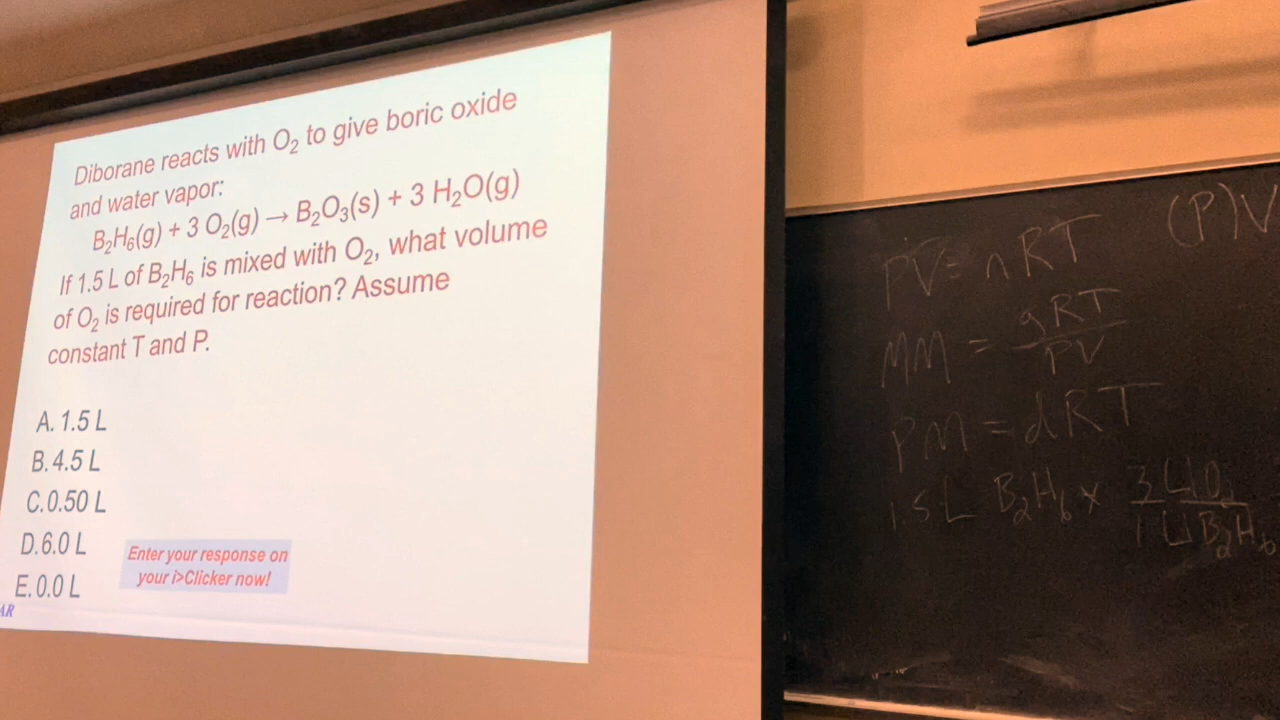 Diborane reacts with O₂ to give boric oxide
and water vapor:
B₂H₆(g) + 3 O₂(g) → B₂O₃(s) + 3 H₂O(g)
If 1.5 L of B₂H₆ is mixed with O₂, what volume
of O₂ is required for reaction? Assume
constant T and P.
A. 1.5 L
B. 4.5 L
C. 0.50 L
D. 6.0 L
E. 0.0 L
Enter your response on
your i>Clicker now!
AR
PV = nRT (P)V
MM = gRT
PV
PM = dRT
1.5 L B₂H₆ x 3 O₂
1 B₂H₆